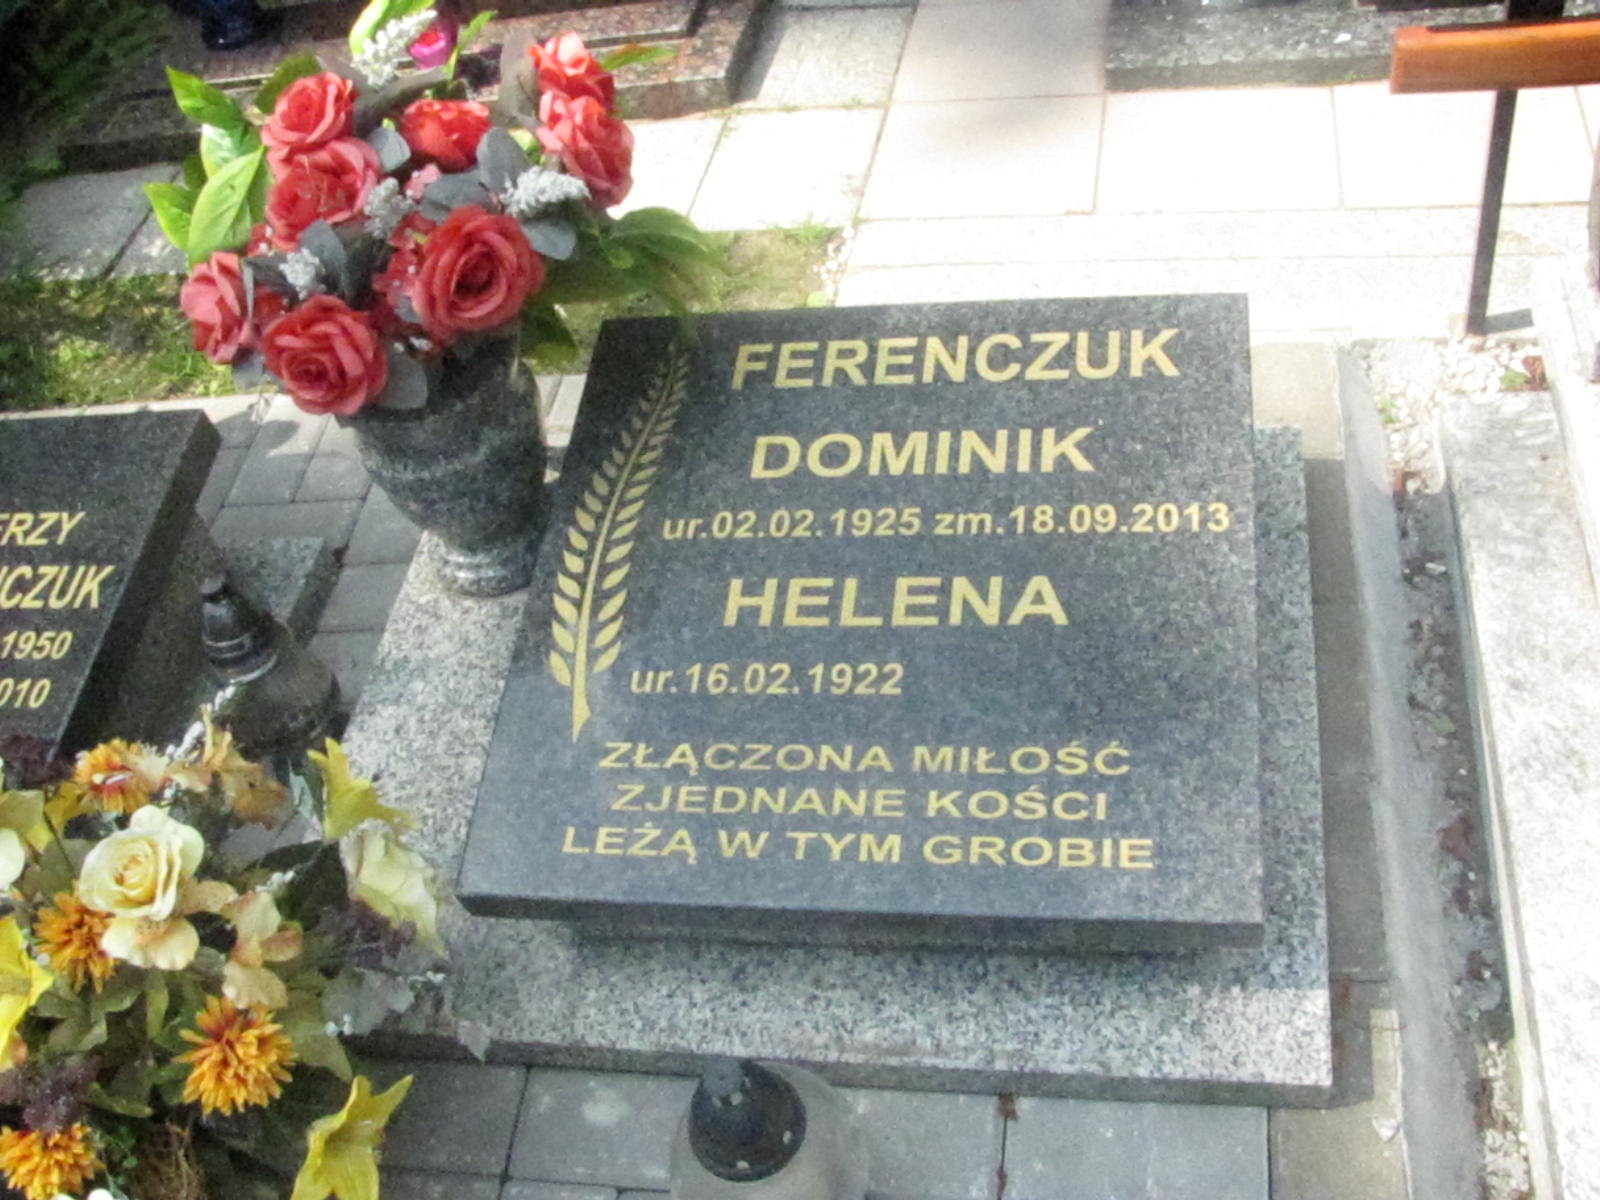 FERENCZUK
DOMINIK
ur.02.02.1925 zm.18.09.2013
HELENA
ur.16.02.1922
ZŁĄCZONA MIŁOŚĆ
ZJEDNANE KOŚCI
LEŻĄ W TYM GROBIE
ERZY
NCZUK
1950
010